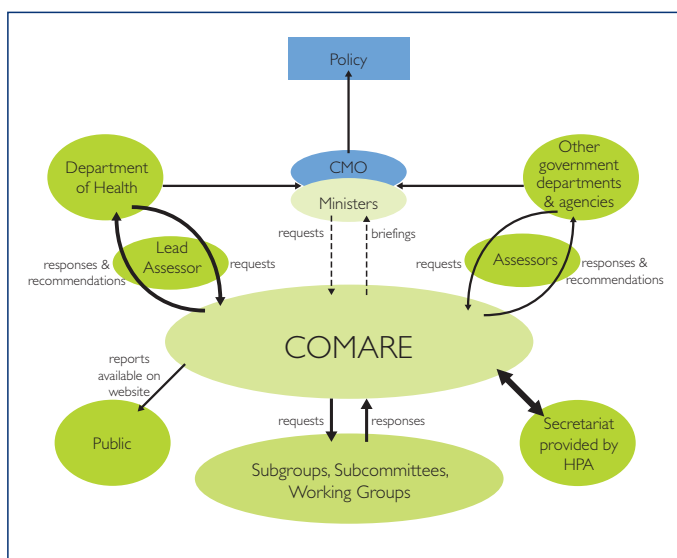 Policy
CMO
Ministers
Department
of Health
Other
government
departments
& agencies
requests
briefings
Lead
Assessor
responses &
recommendations
requests
Assessors
requests
responses &
recommendations
COMARE
reports
available on
website
Public
requests
responses
Subgroups, Subcommittees,
Working Groups
Secretariat
provided by
HPA